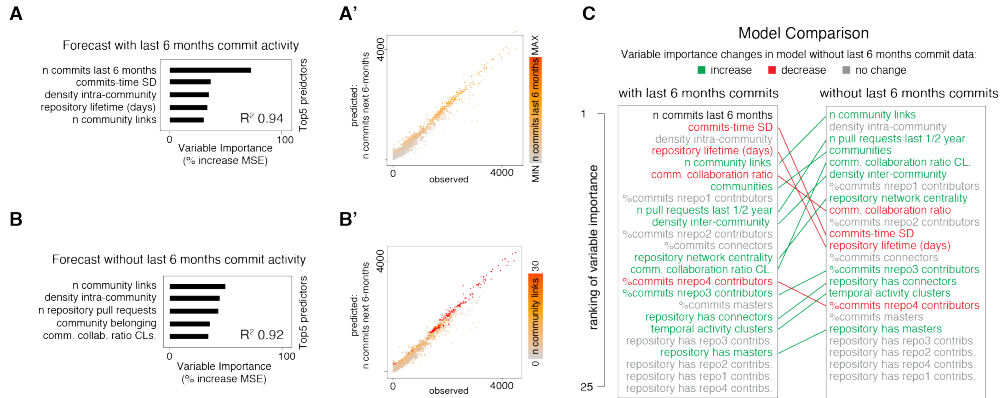 A
Forecast with last 6 months commit activity
n commits last 6 months
commits-time SD
density intra-community
repository lifetime (days)
n community links
R² 0.94
Top5 preidctors
0
100
Variable Importance
(% increase MSE)
A'
4000
predicted:
n commits next 6-months
0
4000
observed
MIN n commits last 6 months MAX
B
Forecast without last 6 months commit activity
n community links
density intra-community
n repository pull requests
community belonging
comm. collab. ratio CLs.
R² 0.92
Top5 predictors
0
100
Variable Importance
(% increase MSE)
B'
4000
predicted:
n commits next 6-months
0
4000
observed
0 n community links 30
C
Model Comparison
Variable importance changes in model without last 6 months commit data:
increase decrease no change
with last 6 months commits
without last 6 months commits
ranking of variable importance
1
25
n commits last 6 months
commits-time SD
density intra-community
repository lifetime (days)
n community links
comm. collaboration ratio
communities
%commits nrepo1 contributors
n pull requests last 1/2 year
density inter-community
%commits nrepo2 contributors
%commits connectors
repository network centrality
comm. collaboration ratio CL.
%commits nrepo4 contributors
%commits nrepo3 contributors
%commits masters
repository has connectors
temporal activity clusters
repository has repo3 contribs.
repository has masters
repository has repo2 contribs.
repository has repo1 contribs.
repository has repo4 contribs.
n community links
density intra-community
n pull requests last 1/2 year
communities
comm. collaboration ratio CL.
density inter-community
%commits nrepo1 contributors
repository network centrality
comm. collaboration ratio
%commits nrepo2 contributors
commits-time SD
repository lifetime (days)
%commits connectors
%commits nrepo3 contributors
repository has connectors
temporal activity clusters
%commits nrepo4 contributors
%commits masters
repository has masters
repository has repo3 contribs.
repository has repo2 contribs.
repository has repo4 contribs.
repository has repo1 contribs.